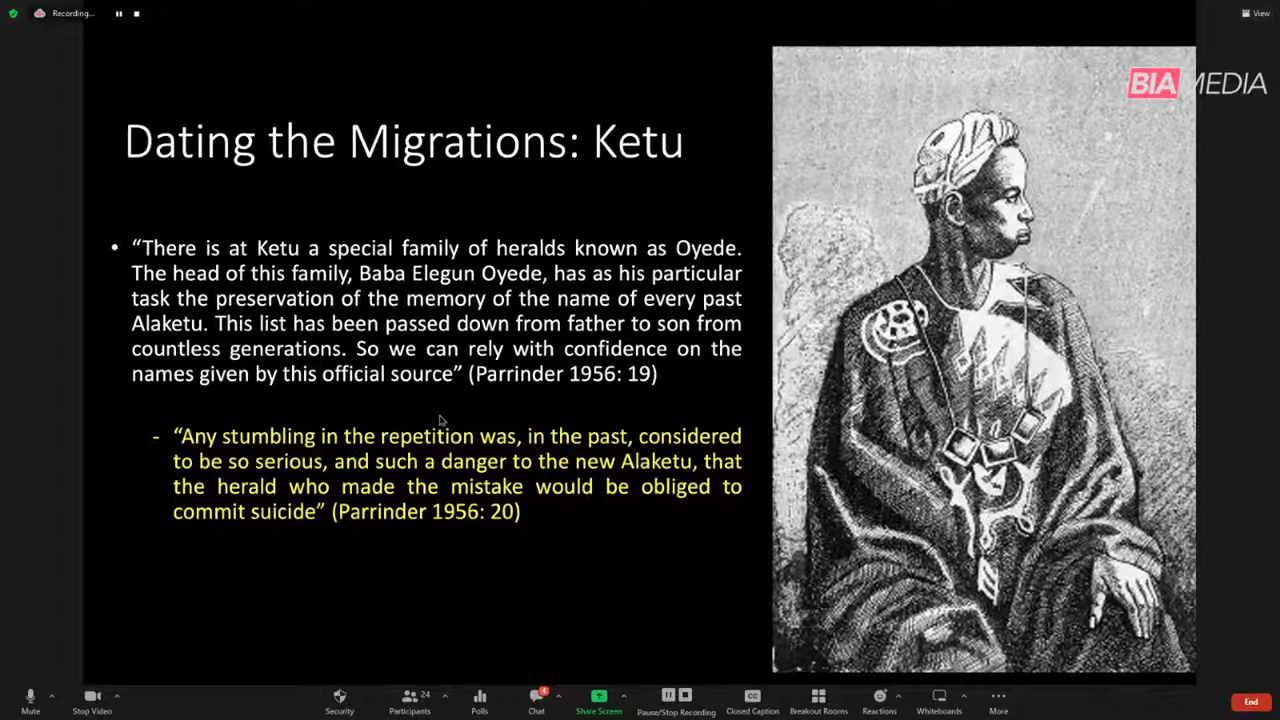 Recording...
View
BIAMEDIA
Dating the Migrations: Ketu
• “There is at Ketu a special family of heralds known as Oyede.
The head of this family, Baba Elegun Oyede, has as his particular
task the preservation of the memory of the name of every past
Alaketu. This list has been passed down from father to son from
countless generations. So we can rely with confidence on the
names given by this official source” (Parrinder 1956: 19)
- “Any stumbling in the repetition was, in the past, considered
to be so serious, and such a danger to the new Alaketu, that
the herald who made the mistake would be obliged to
commit suicide” (Parrinder 1956: 20)
24
4
Mute
Stop Video
Security
Participants
Polls
Chat
Share Screen
Pause/Stop Recording
CC
Closed Caption
Breakout Rooms
Reactions
Whiteboards
More
End